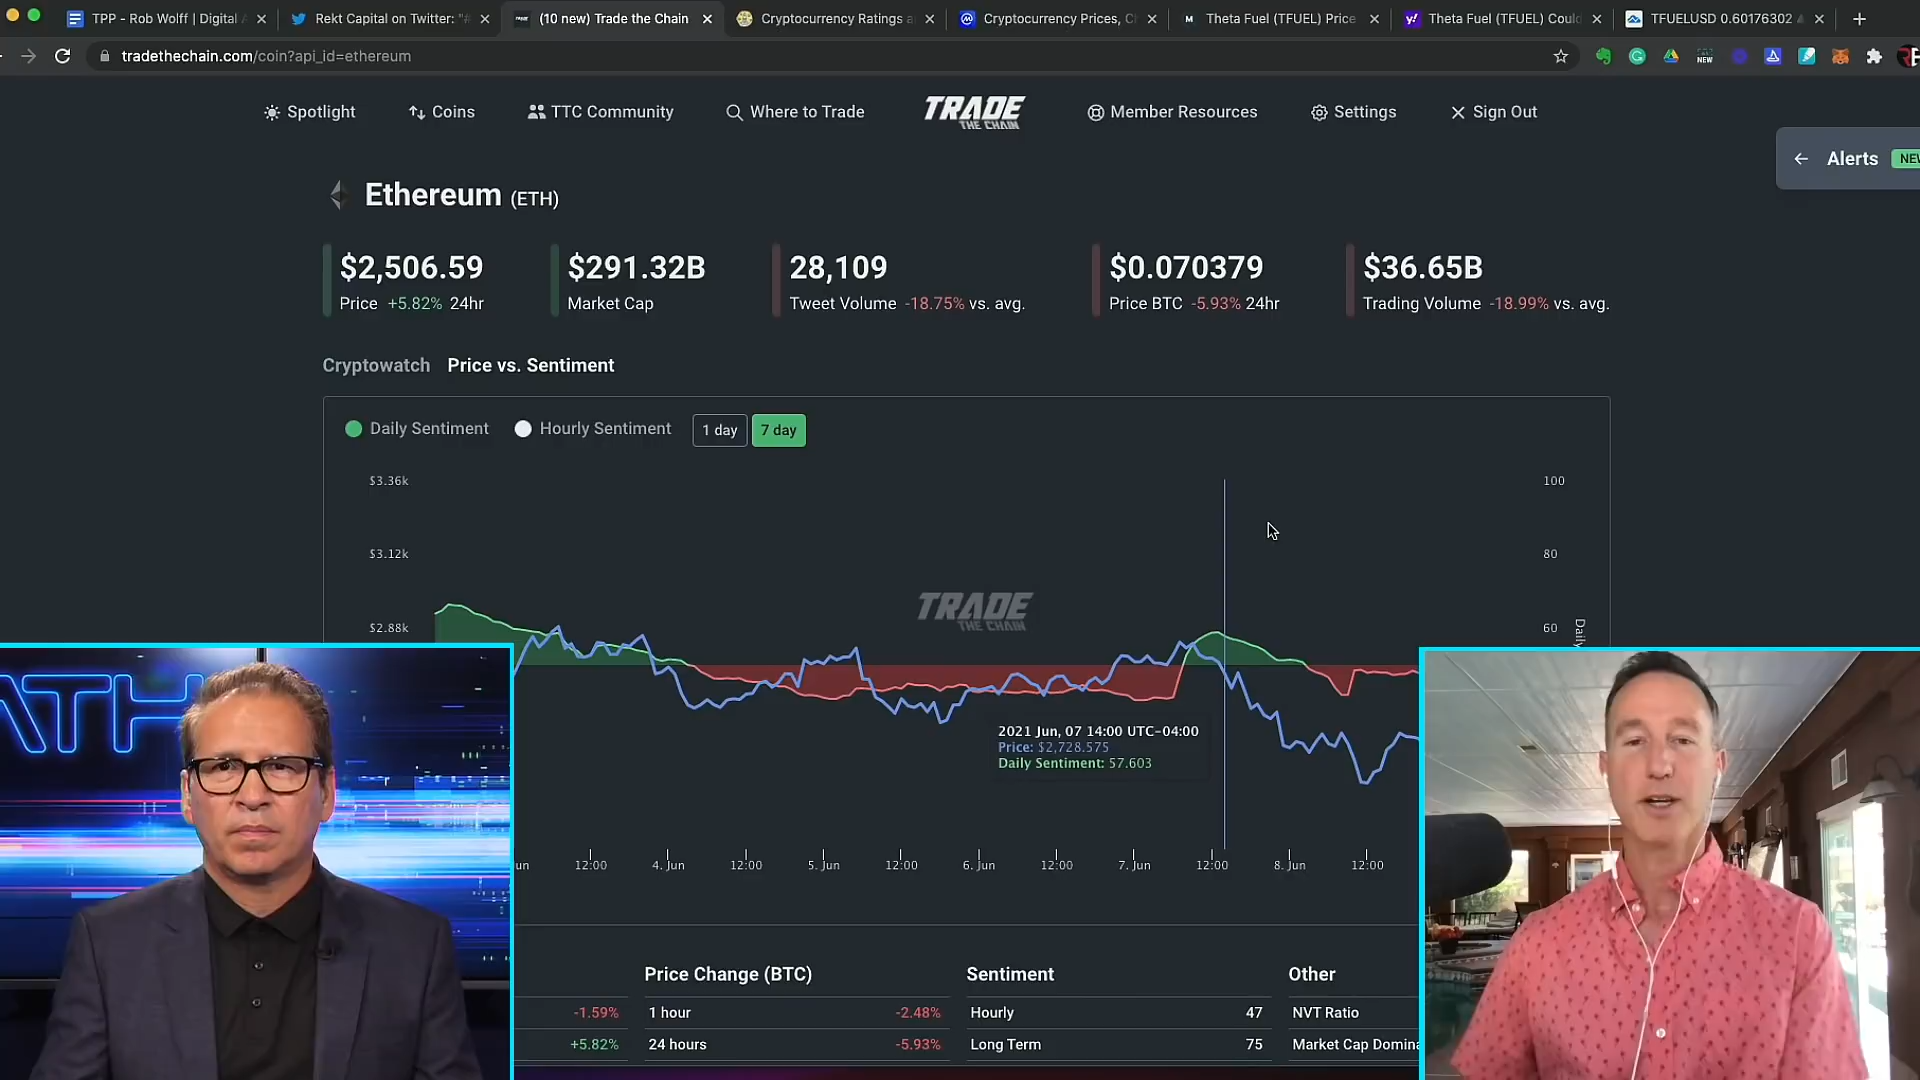 TPP - Rob Wolff | Digital
Rekt Capital on Twitter: "#
(10 new) Trade the Chain
Cryptocurrency Ratings a
Cryptocurrency Prices, C
Theta Fuel (TFUEL) Price
Theta Fuel (TFUEL) Coul
TFUELUSD 0.60176302
tradethechain.com/coin?api_id=ethereum
NEW
Spotlight
Coins
TTC Community
Where to Trade
TRADE
THE CHAIN
Member Resources
Settings
Sign Out
Alerts
NEW
Ethereum (ETH)
$2,506.59
Price +5.82% 24hr
$291.32B
Market Cap
28,109
Tweet Volume -18.75% vs. avg.
$0.070379
Price BTC -5.93% 24hr
$36.65B
Trading Volume -18.99% vs. avg.
Cryptowatch Price vs. Sentiment
Daily Sentiment
Hourly Sentiment
1 day
7 day
$3.36k
100
$3.12k
80
TRADE
THE CHAIN
$2.88k
60
Daily
ATH
2021 Jun, 07 14:00 UTC-04:00
Price: $2,728.575
Daily Sentiment: 57.603
un 12:00 4. Jun 12:00 5. Jun 12:00 6. Jun 12:00 7. Jun 12:00 8. Jun 12:00
Price Change (BTC)
Sentiment
Other
-1.59%
1 hour -2.48%
Hourly 47
NVT Ratio
+5.82%
24 hours -5.93%
Long Term 75
Market Cap Domina